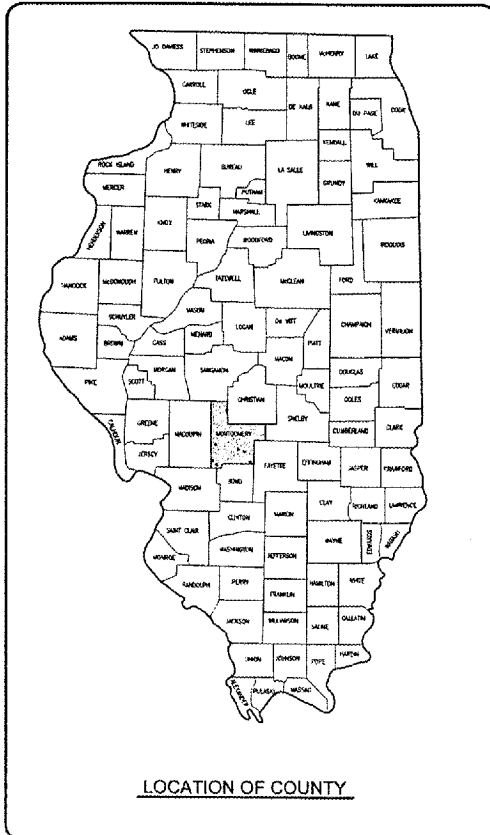 JO DAVIESS STEPHENSON WINNEBAGO BOONE McHENRY LAKE
CARROLL OGLE DE KALB KANE COOK
DU PAGE
WHITESIDE LEE
KENDALL
ROCK ISLAND HENRY BUREAU LA SALLE GRUNDY WILL
MERCER PUTNAM
STARK MARSHALL KANKAKEE
HENDERSON WARREN KNOX PEORIA WOODFORD LIVINGSTON IROQUOIS
HANCOCK McDONOUGH FULTON TAZEWELL McCLEAN FORD
SCHUYLER MASON LOGAN De WITT CHAMPAIGN VERMILION
ADAMS BROWN CASS MENARD MACON PIATT
PIKE SCOTT MORGAN SANGAMON MOULTRIE DOUGLAS EDGAR
CHRISTIAN COLES
GREENE MACOUPIN MONTGOMERY SHELBY CUMBERLAND CLARK
CALHOUN JERSEY FAYETTE EFFINGHAM JASPER CRAWFORD
MADISON BOND CLAY RICHLAND LAWRENCE
CLINTON MARION
SAINT CLAIR WAYNE EDWARDS WABASH
MONROE WASHINGTON JEFFERSON
RANDOLPH PERRY HAMILTON WHITE
FRANKLIN
JACKSON WILLIAMSON SALINE GALLATIN
UNION JOHNSON POPE HARDIN
ALEXANDER PULASKI MASSAC
LOCATION OF COUNTY